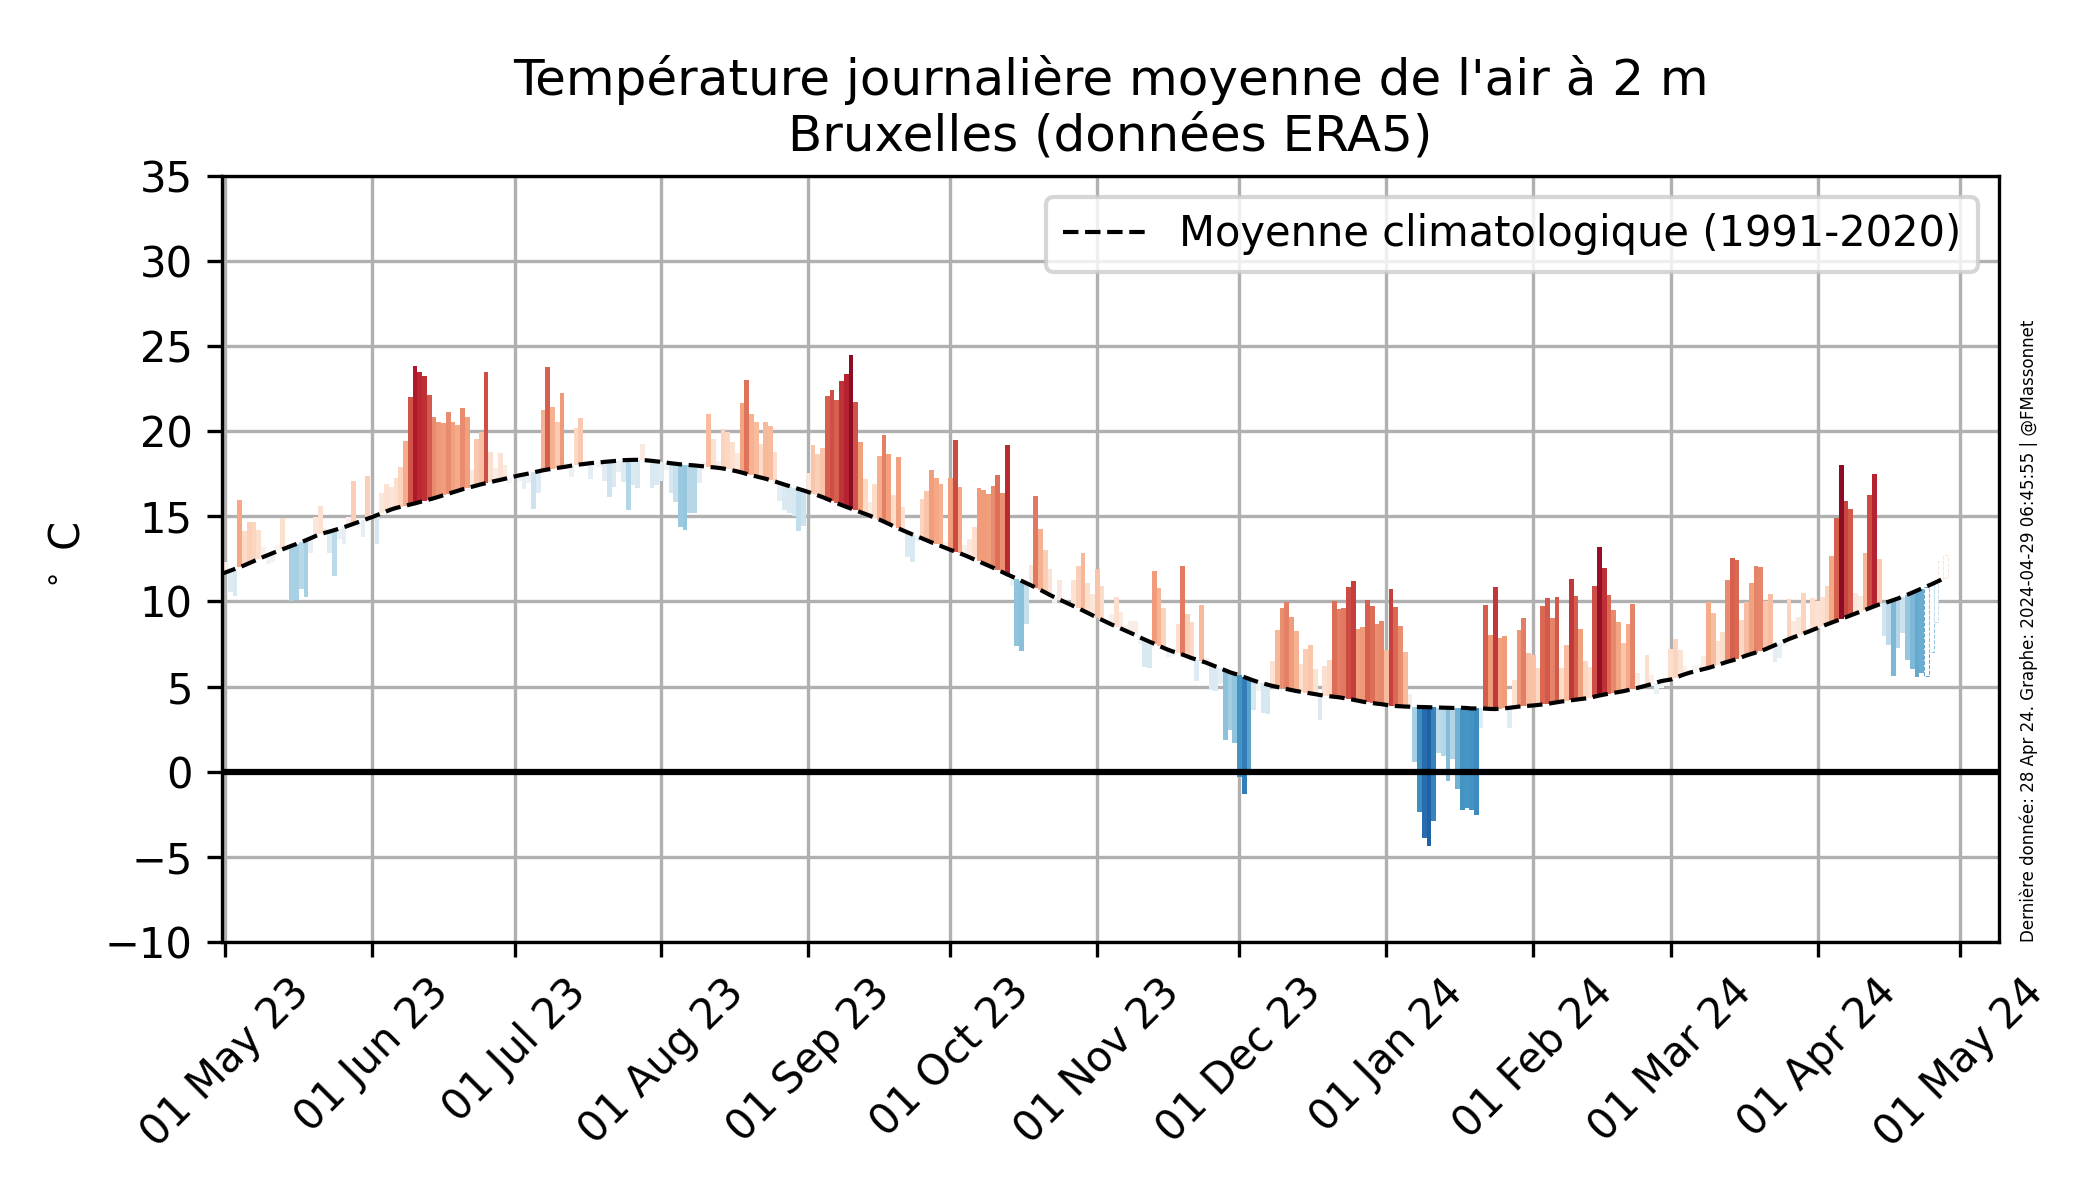 Température journalière moyenne de l'air à 2 m
Bruxelles (données ERA5)
Moyenne climatologique (1991-2020)
35
30
25
20
15
10
5
0
−5
−10
° C
01 May 23
01 Jun 23
01 Jul 23
01 Aug 23
01 Sep 23
01 Oct 23
01 Nov 23
01 Dec 23
01 Jan 24
01 Feb 24
01 Mar 24
01 Apr 24
01 May 24
Dernière donnée: 28 Apr 24. Graphe: 2024-04-29 06:45:55 | @FMassonnet